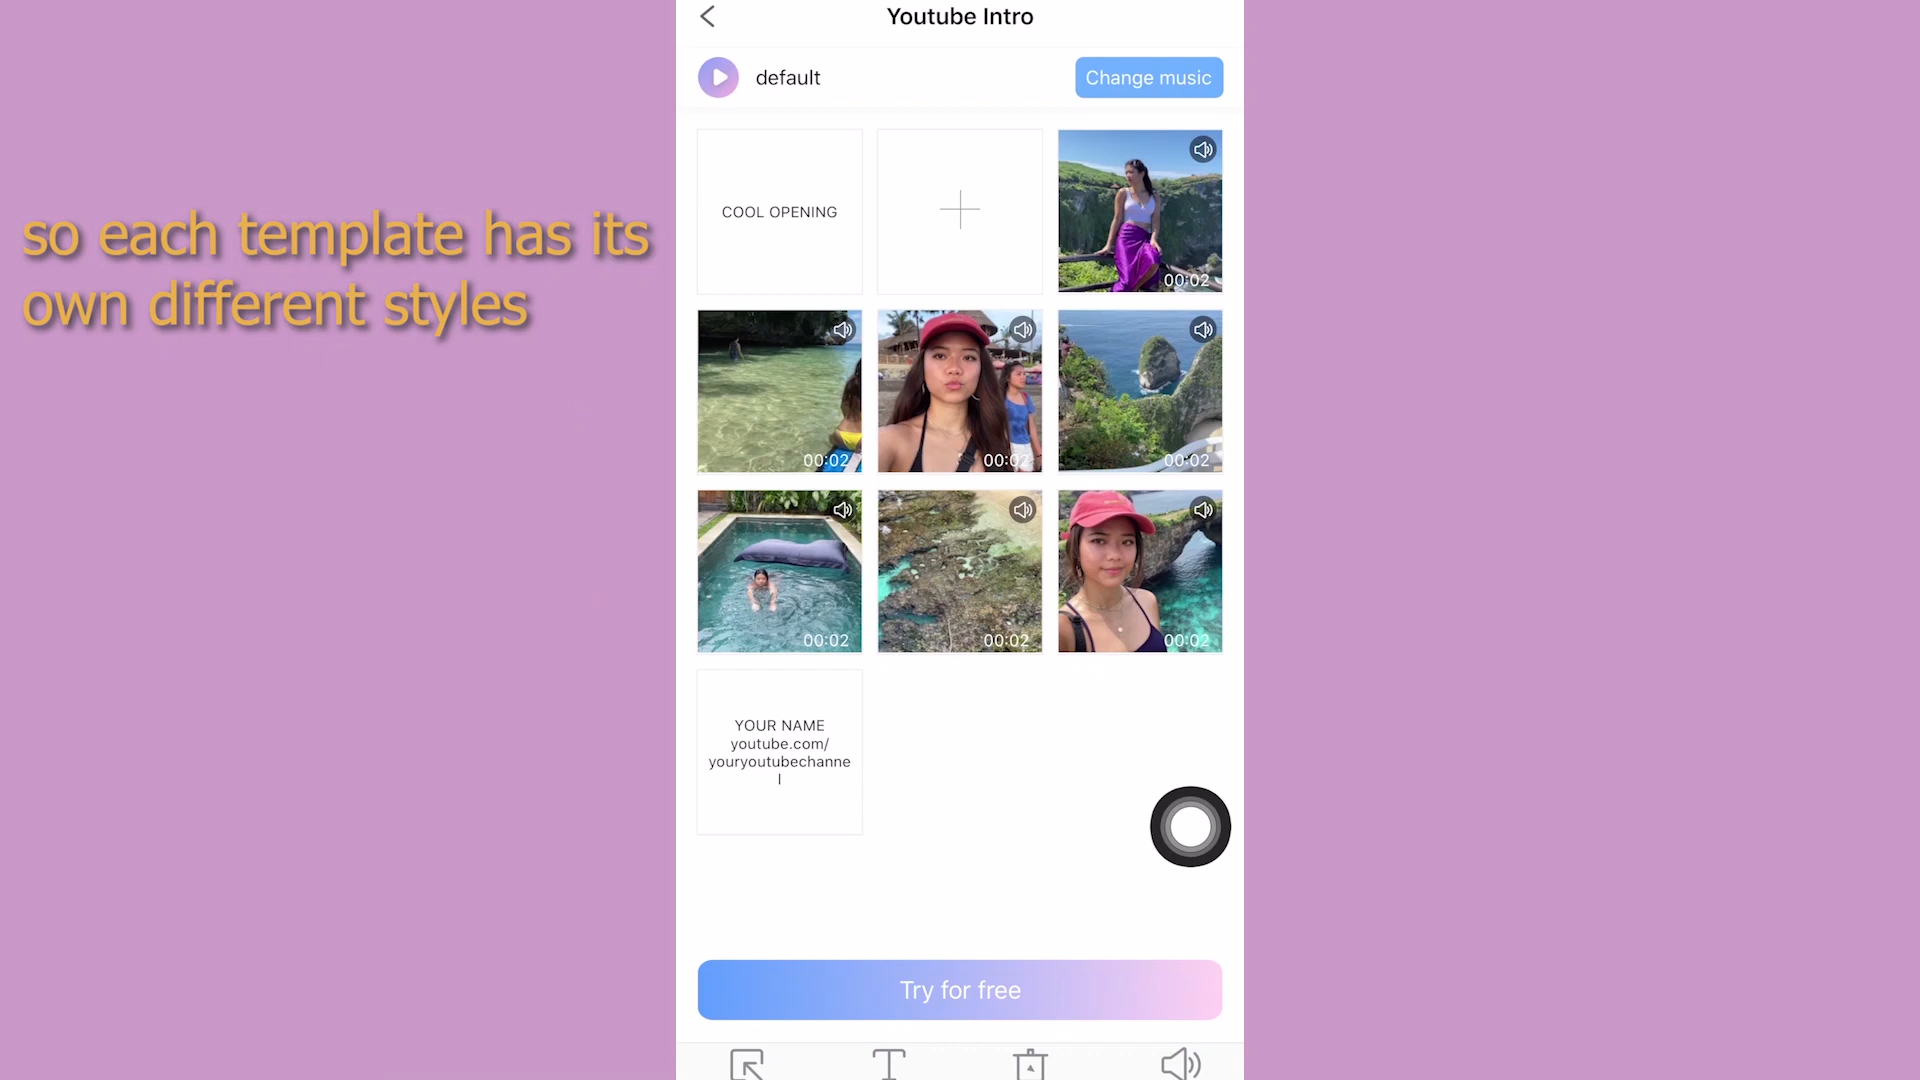 Youtube Intro
default
Change music
so each template has its
own different styles
COOL OPENING
00:02
00:02
00:02
00:02
00:02
00:02
00:02
YOUR NAME
youtube.com/
youryoutubechanne
l
Try for free